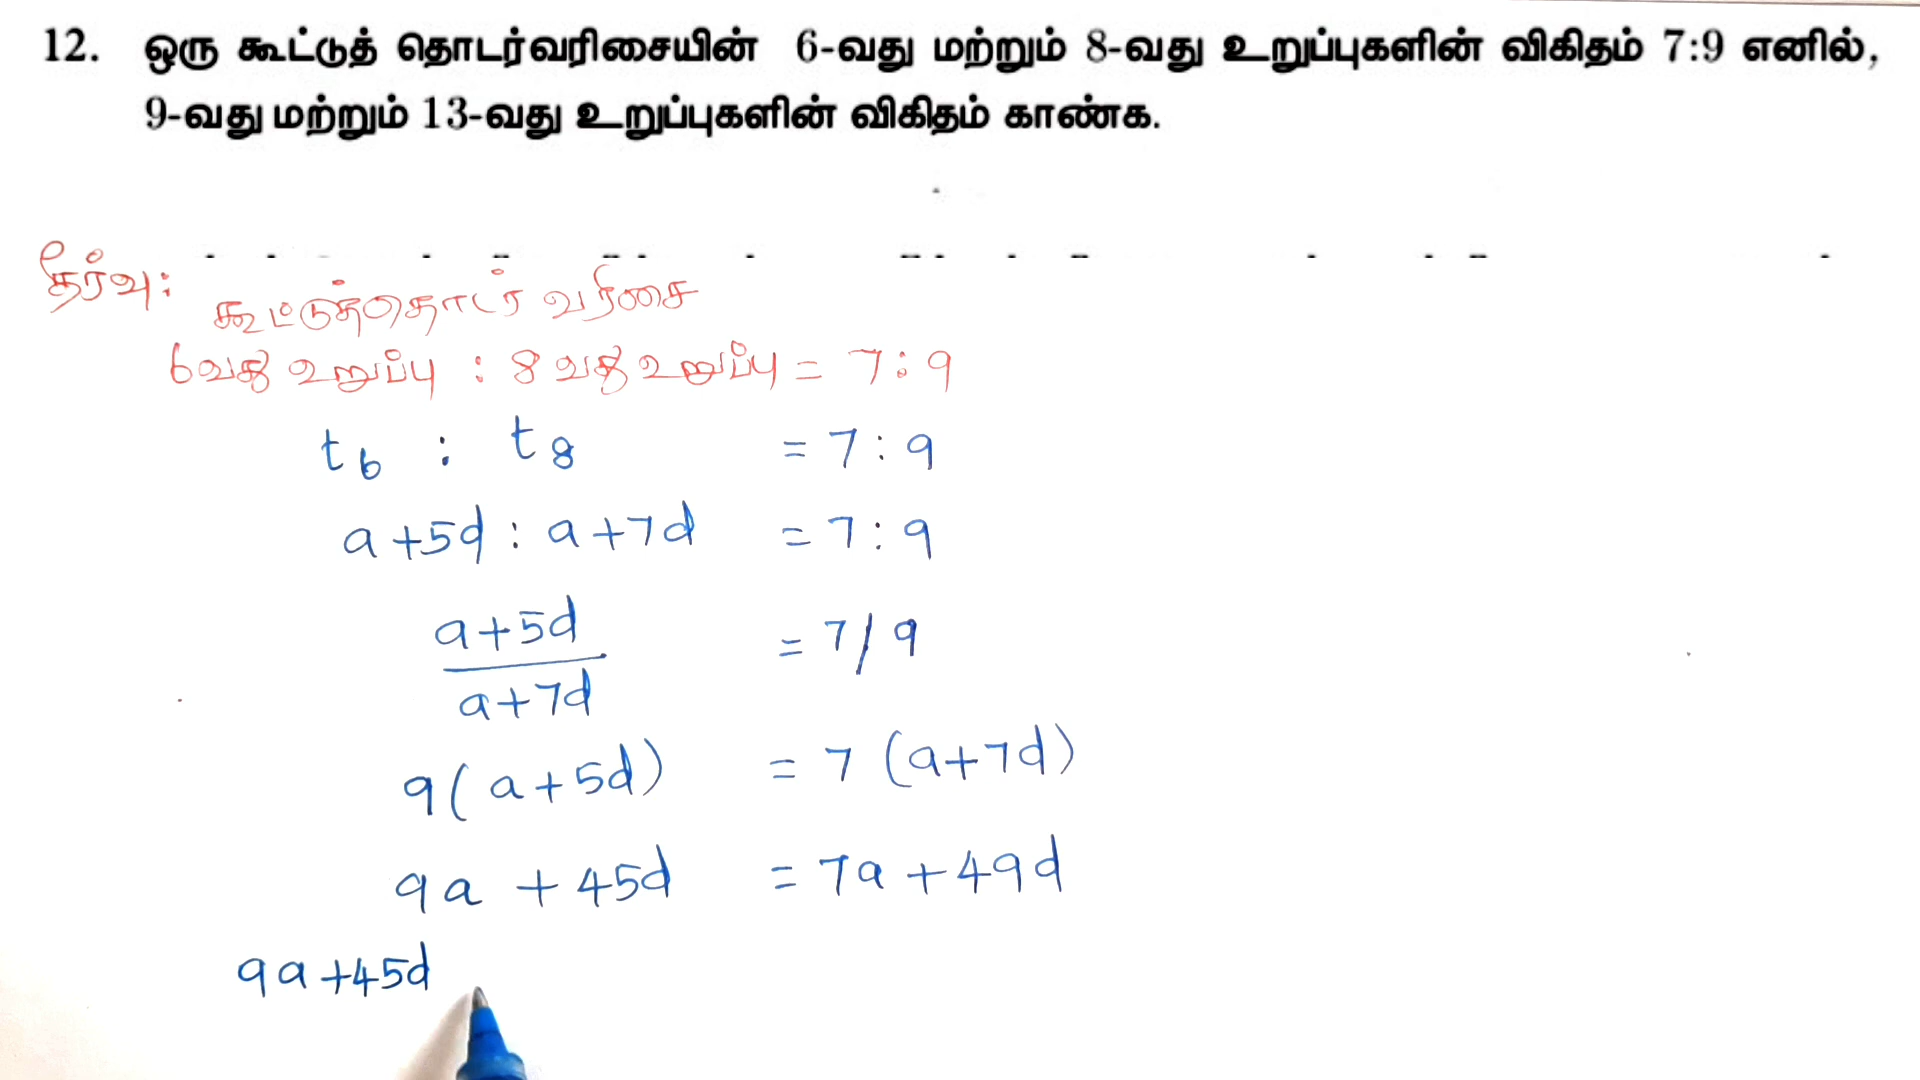 12. ஒரு கூட்டுத் தொடர்வரிசையின் 6-வது மற்றும் 8-வது உறுப்புகளின் விகிதம் 7:9 எனில்,
9-வது மற்றும் 13-வது உறுப்புகளின் விகிதம் காண்க.
தீர்வு:
கூட்டுத்தொடர் வரிசை
6வது உறுப்பு : 8 வது உறுப்பு = 7 : 9
t6 : t8 = 7 : 9
a +5d : a +7d = 7 : 9
a+5d
= 7/9
a+7d
9( a+5d) = 7 (a+7d)
9a + 45d = 7a +49d
9a +45d